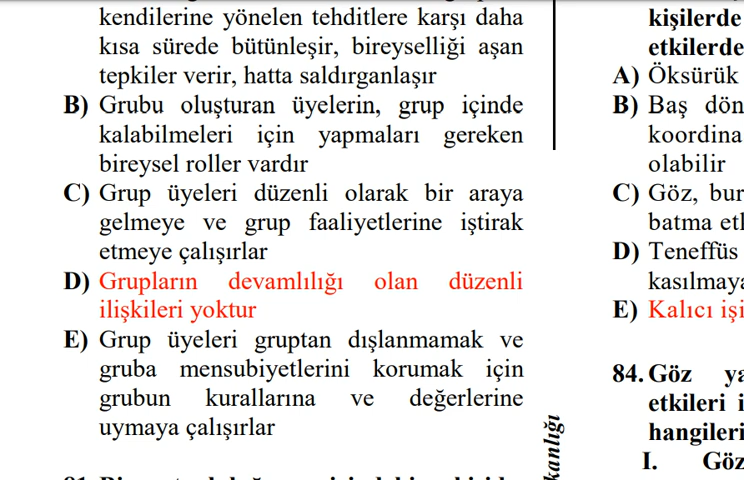 kendilerine yönelen tehditlere karşı daha
kısa sürede bütünleşir, bireyselliği aşan
tepkiler verir, hatta saldırganlaşır
B) Grubu oluşturan üyelerin, grup içinde
kalabilmeleri için yapmaları gereken
bireysel roller vardır
C) Grup üyeleri düzenli olarak bir araya
gelmeye ve grup faaliyetlerine iştirak
etmeye çalışırlar
D) Grupların devamlılığı olan düzenli
ilişkileri yoktur
E) Grup üyeleri gruptan dışlanmamak ve
gruba mensubiyetlerini korumak için
grubun kurallarına ve değerlerine
uymaya çalışırlar
kanlığı
kişilerde
etkilerde
A) Öksürük
B) Baş dön
koordina
olabilir
C) Göz, bur
batma etk
D) Teneffüs
kasılmaya
E) Kalıcı işi
84. Göz ya
etkileri i
hangileri
I. Göz